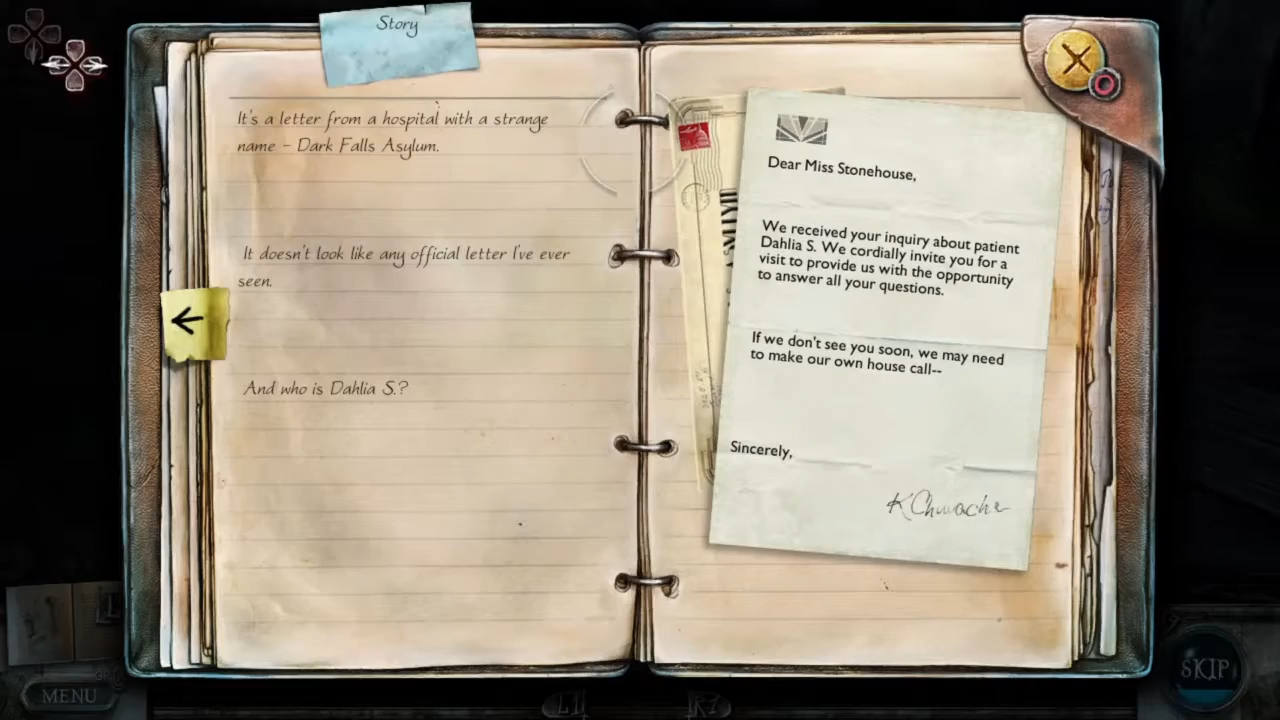 Story
It's a letter from a hospital with a strange
name - Dark Falls Asylum.
It doesn't look like any official letter I've ever
seen.
And who is Dahlia S.?
Dear Miss Stonehouse,
We received your inquiry about patient
Dahlia S. We cordially invite you for a
visit to provide us with the opportunity
to answer all your questions.
If we don't see you soon, we may need
to make our own house call--
Sincerely,
MENU
L1
SKIP